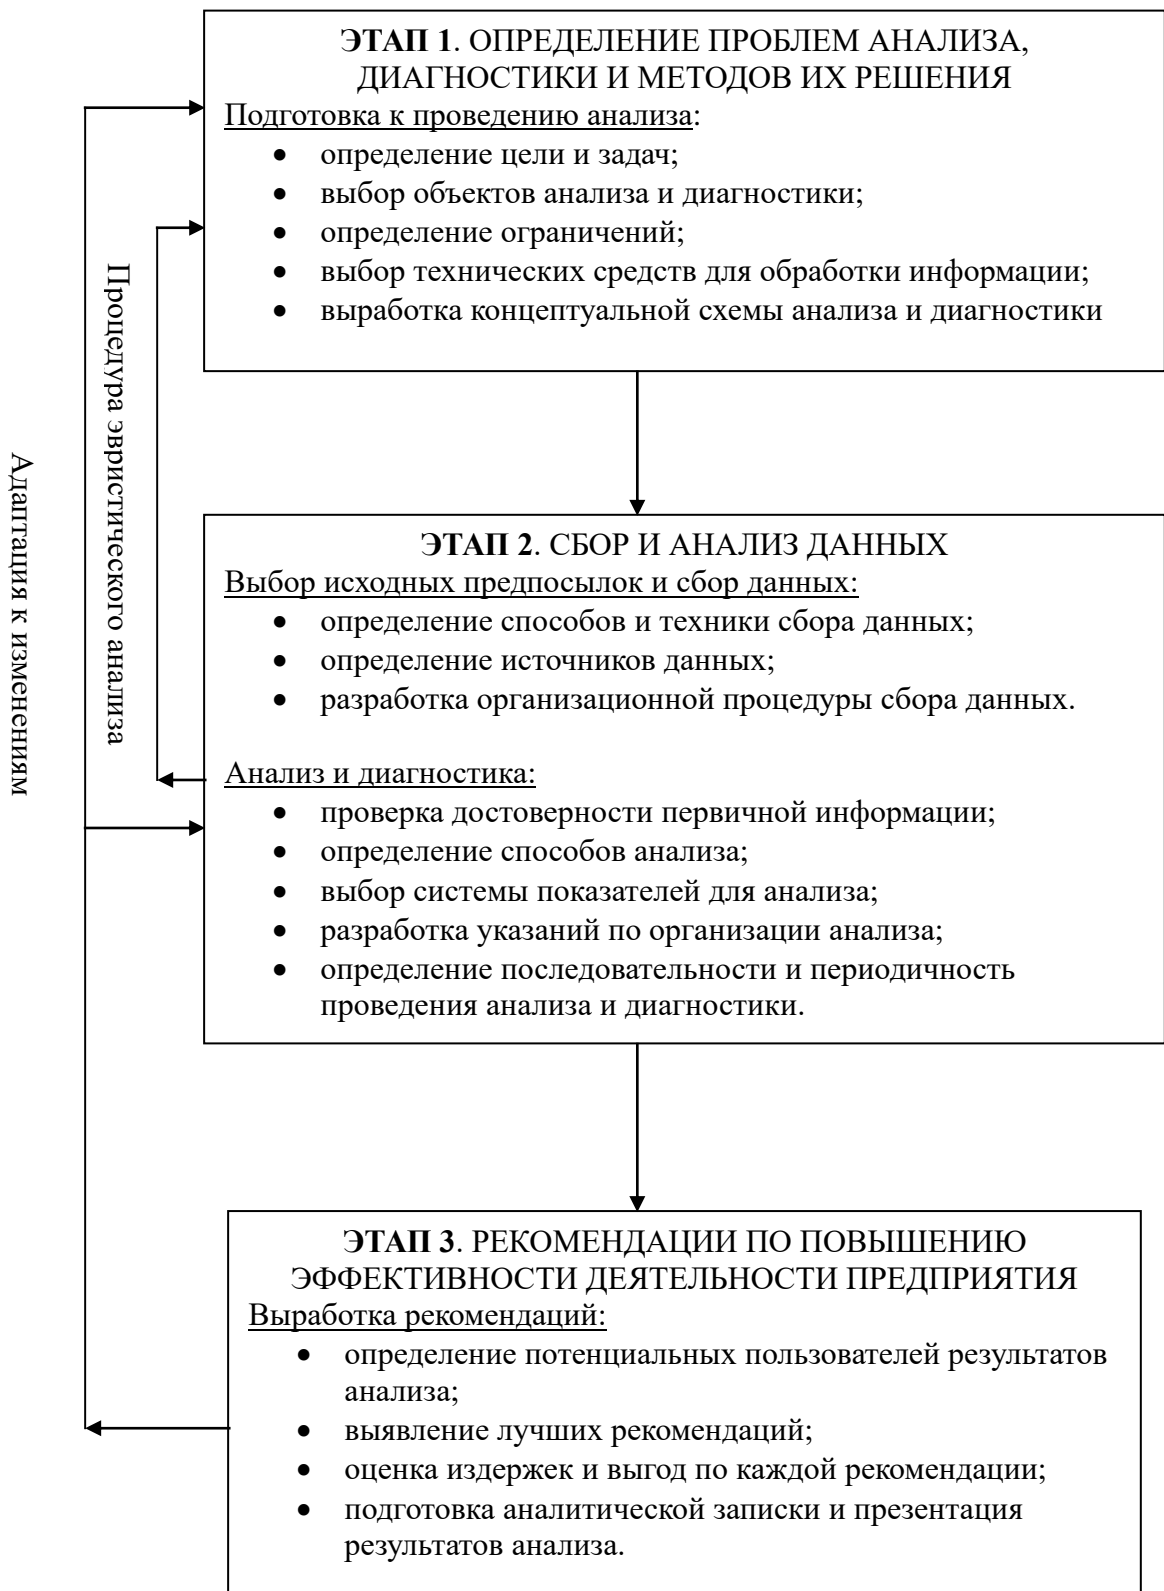 ЭТАП 1. ОПРЕДЕЛЕНИЕ ПРОБЛЕМ АНАЛИЗА,
ДИАГНОСТИКИ И МЕТОДОВ ИХ РЕШЕНИЯ
Подготовка к проведению анализа:
• определение цели и задач;
• выбор объектов анализа и диагностики;
• определение ограничений;
• выбор технических средств для обработки информации;
• выработка концептуальной схемы анализа и диагностики
Процедура эвристического анализа
Адаптация к изменениям
ЭТАП 2. СБОР И АНАЛИЗ ДАННЫХ
Выбор исходных предпосылок и сбор данных:
• определение способов и техники сбора данных;
• определение источников данных;
• разработка организационной процедуры сбора данных.
Анализ и диагностика:
• проверка достоверности первичной информации;
• определение способов анализа;
• выбор системы показателей для анализа;
• разработка указаний по организации анализа;
• определение последовательности и периодичность
проведения анализа и диагностики.
ЭТАП 3. РЕКОМЕНДАЦИИ ПО ПОВЫШЕНИЮ
ЭФФЕКТИВНОСТИ ДЕЯТЕЛЬНОСТИ ПРЕДПРИЯТИЯ
Выработка рекомендаций:
• определение потенциальных пользователей результатов
анализа;
• выявление лучших рекомендаций;
• оценка издержек и выгод по каждой рекомендации;
• подготовка аналитической записки и презентация
результатов анализа.